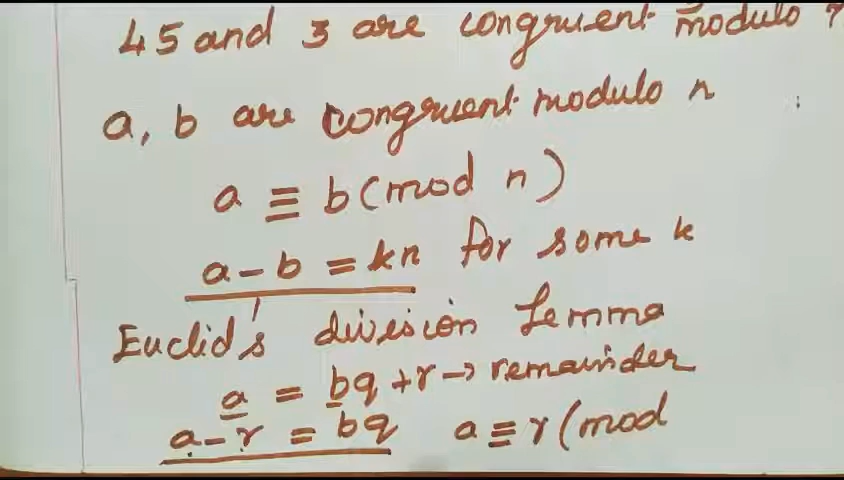 45 and 3 are congruent modulo 7
a, b are congruent modulo n
a ≡ b (mod n)
a - b = kn for some k
Euclid's division Lemma
a = bq + r → remainder
a - r = bq a ≡ r (mod